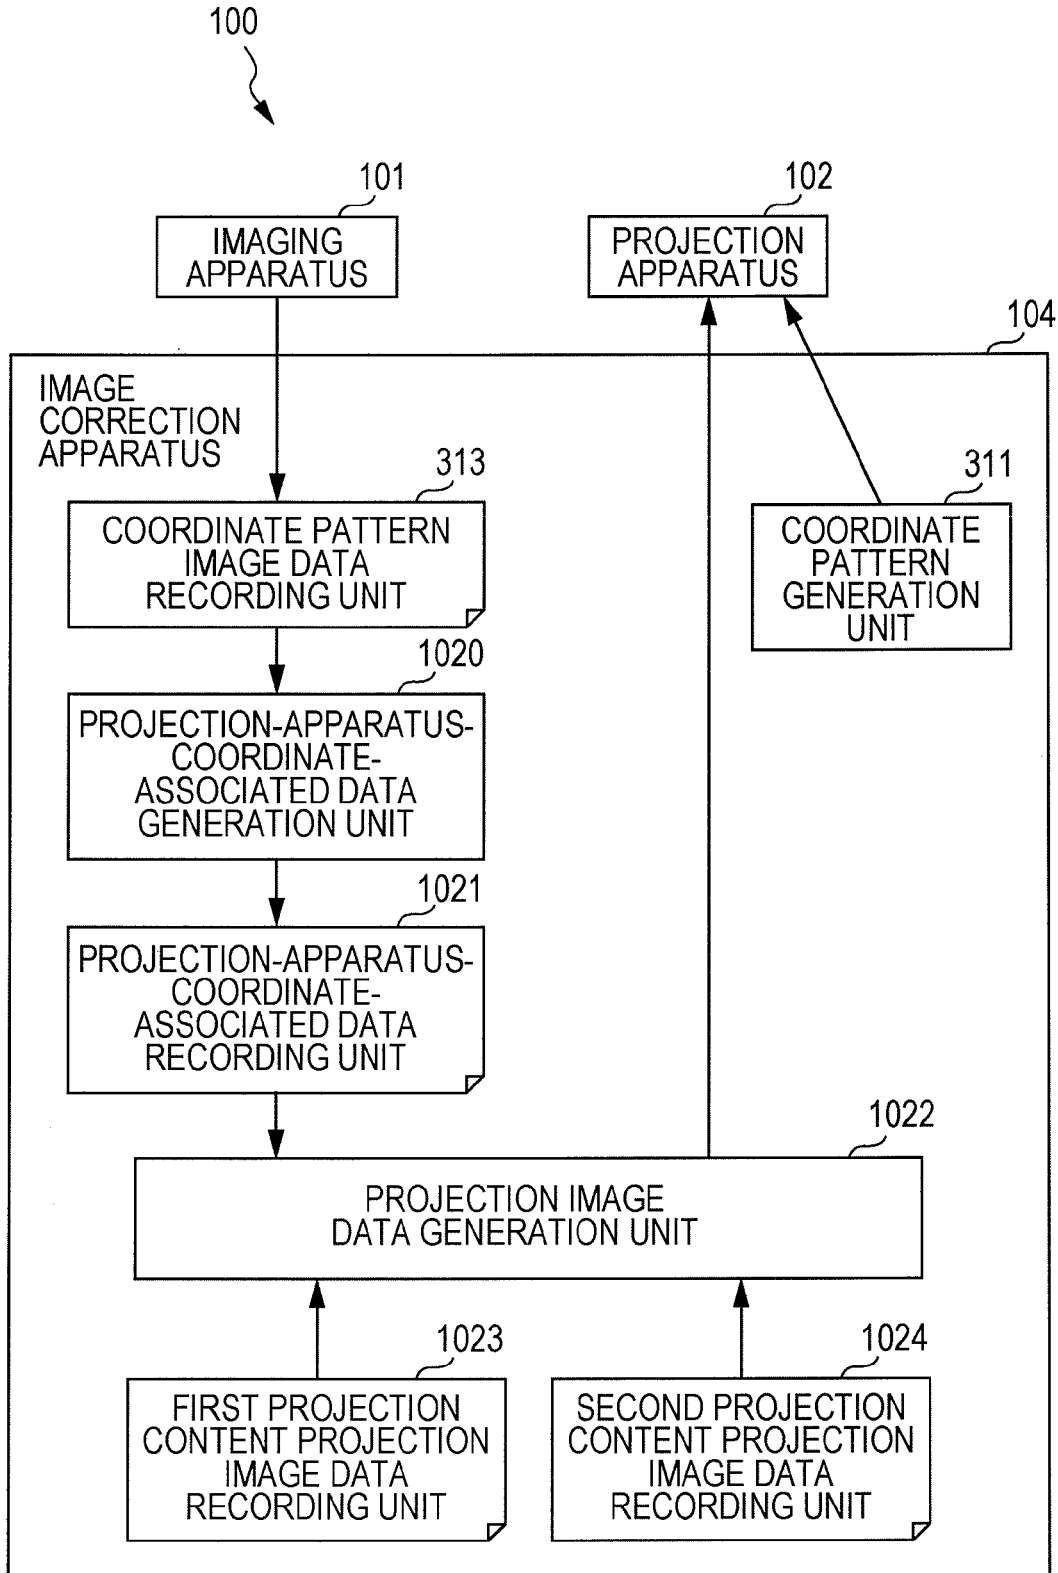 100
101
IMAGING
APPARATUS
102
PROJECTION
APPARATUS
104
IMAGE
CORRECTION
APPARATUS
313
COORDINATE PATTERN
IMAGE DATA
RECORDING UNIT
311
COORDINATE
PATTERN
GENERATION
UNIT
1020
PROJECTION-APPARATUS-
COORDINATE-
ASSOCIATED DATA
GENERATION UNIT
1021
PROJECTION-APPARATUS-
COORDINATE-
ASSOCIATED DATA
RECORDING UNIT
1022
PROJECTION IMAGE
DATA GENERATION UNIT
1023
FIRST PROJECTION
CONTENT PROJECTION
IMAGE DATA
RECORDING UNIT
1024
SECOND PROJECTION
CONTENT PROJECTION
IMAGE DATA
RECORDING UNIT